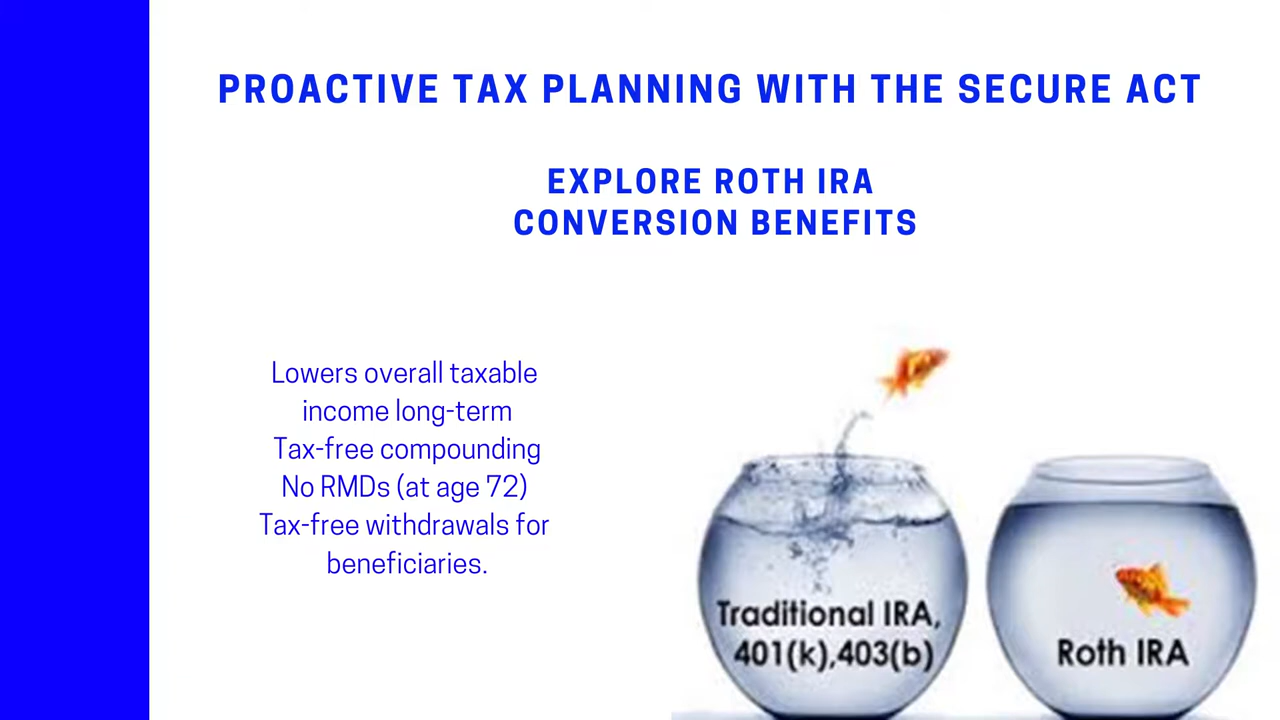 PROACTIVE TAX PLANNING WITH THE SECURE ACT
EXPLORE ROTH IRA
CONVERSION BENEFITS
Lowers overall taxable
income long-term
Tax-free compounding
No RMDs (at age 72)
Tax-free withdrawals for
beneficiaries.
Traditional IRA,
401(k),403(b)
Roth IRA